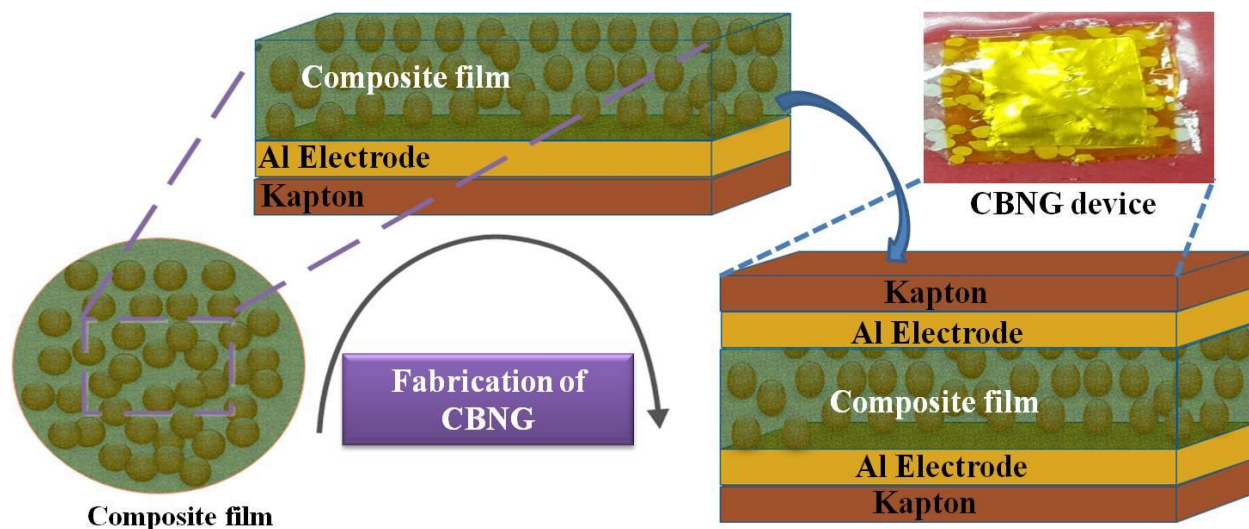 Composite film
Al Electrode
Kapton
CBNG device
Kapton
Al Electrode
Composite film
Al Electrode
Kapton
Fabrication of
CBNG
Composite film